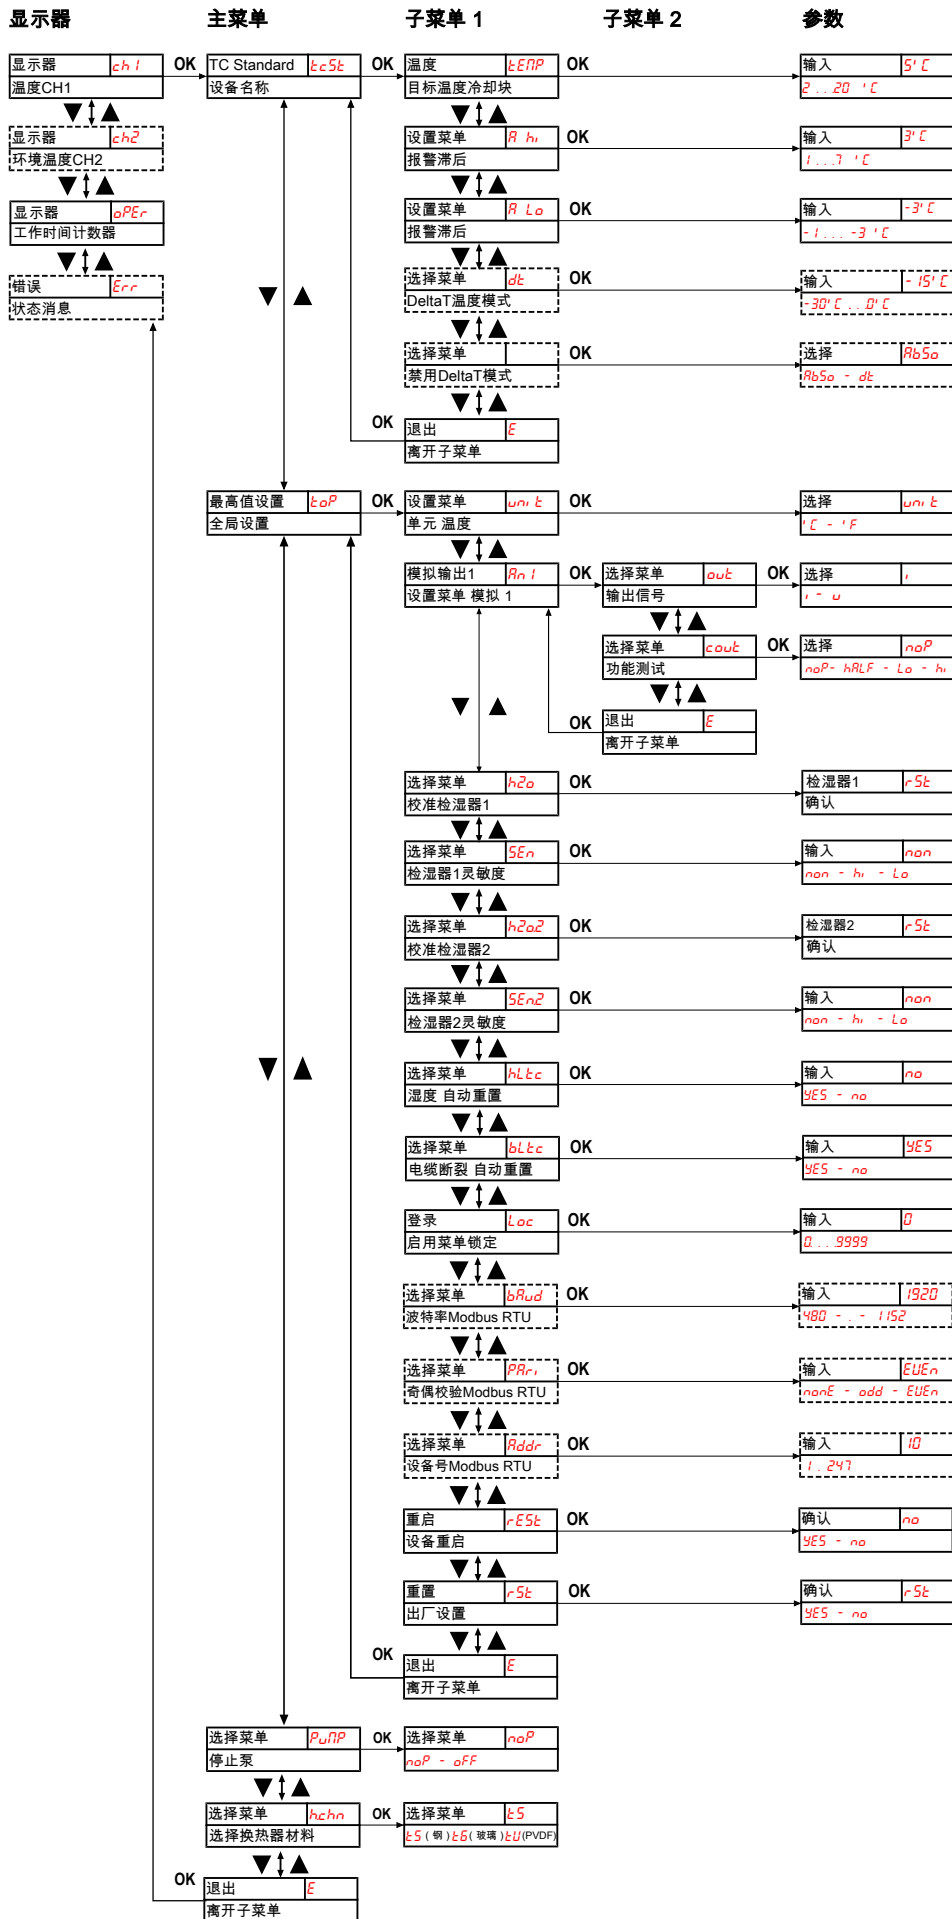 显示器 主菜单 子菜单 1 子菜单 2 参数
显示器 ch1 OK TC Standard tcSt OK 温度 tEMP OK 输入 5°C
温度CH1 设备名称 目标温度冷却块 2...20 °C
▼ ▲ ▼ ▲
显示器 ch2 设置菜单 A hi OK 输入 3°C
环境温度CH2 报警滞后 1...7 °C
▼ ▲ ▼ ▲
显示器 oPEr 设置菜单 A Lo OK 输入 -3°C
工作时间计数器 报警滞后 -1...-3 °C
▼ ▲ ▼ ▲
错误 Err 选择菜单 dt OK 输入 -15°C
状态消息 DeltaT温度模式 -30°C...0°C
▼ ▲ ▼ ▲
选择菜单 OK 选择 AbSo
禁用DeltaT模式 AbSo - dt
▼ ▲
OK 退出 E
离开子菜单
最高值设置 toP OK 设置菜单 unit OK 选择 unit
全局设置 单元 温度 °C - °F
▼ ▲
模拟输出1 An1 OK 选择菜单 out OK 选择 i
设置菜单 模拟 1 输出信号 i - u
▼ ▲
选择菜单 cout OK 选择 noP
功能测试 noP- hALF - Lo - hi
▼ ▲ ▼ ▲
OK 退出 E
离开子菜单
选择菜单 h2o OK 检湿器1 rSt
校准检湿器1 确认
▼ ▲
选择菜单 SEn OK 输入 non
检湿器1灵敏度 non - hi - Lo
▼ ▲
选择菜单 h2o.2 OK 检湿器2 rSt
校准检湿器2 确认
▼ ▲
选择菜单 SEn.2 OK 输入 non
检湿器2灵敏度 non - hi - Lo
▼ ▲ ▼ ▲
选择菜单 hLtc OK 输入 no
湿度 自动重置 YES - no
▼ ▲
选择菜单 bLtc OK 输入 YES
电缆断裂 自动重置 YES - no
▼ ▲
登录 Loc OK 输入 0
启用菜单锁定 0....9999
▼ ▲
选择菜单 bAud OK 输入 1920
波特率Modbus RTU 480 - . - 1152
▼ ▲
选择菜单 PAri OK 输入 EUEn
奇偶校验Modbus RTU nonE - odd - EUEn
▼ ▲
选择菜单 Addr OK 输入 10
设备号Modbus RTU 1..247
▼ ▲
重启 rESt OK 确认 no
设备重启 YES - no
▼ ▲
重置 rSt OK 确认 rSt
出厂设置 YES - no
▼ ▲
OK 退出 E
离开子菜单
选择菜单 PuMP OK 选择菜单 noP
停止泵 noP - oFF
▼ ▲
选择菜单 h.chn OK 选择菜单 tS
选择换热器材料 tS ( 钢 ) tG ( 玻璃 ) tU (PVDF)
▼ ▲
OK 退出 E
离开子菜单